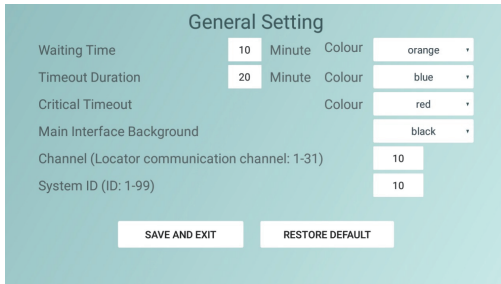 General Setting
Waiting Time 10 Minute Colour orange
Timeout Duration 20 Minute Colour blue
Critical Timeout Colour red
Main Interface Background black
Channel (Locator communication channel: 1-31) 10
System ID (ID: 1-99) 10
SAVE AND EXIT RESTORE DEFAULT